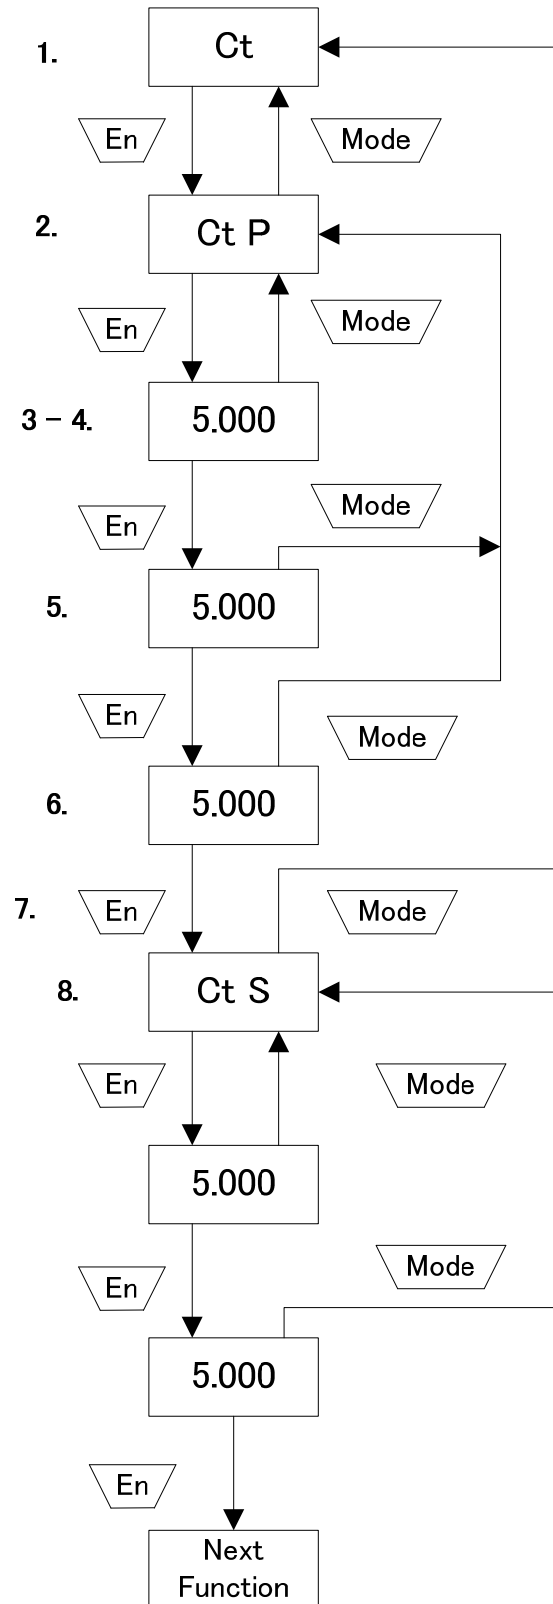 1.
Ct
En
Mode
2.
Ct P
En
Mode
3 – 4.
5.000
En
Mode
5.
5.000
En
Mode
6.
5.000
7.
En
Mode
8.
Ct S
En
Mode
5.000
En
Mode
5.000
En
Next
Function